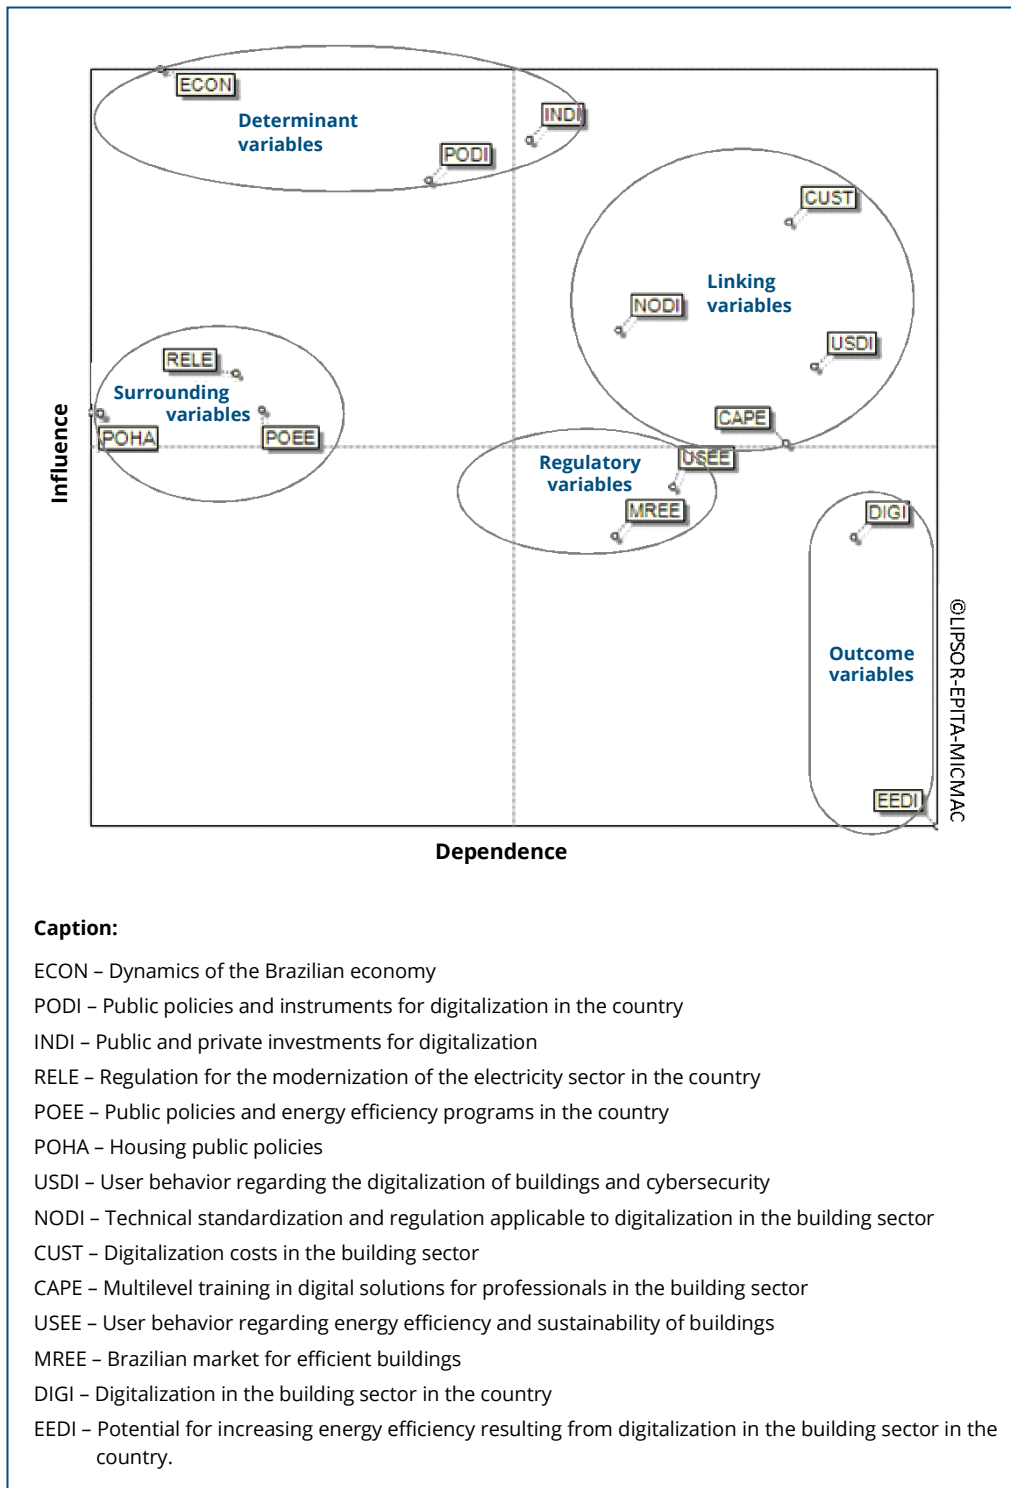 ECON
Determinant
variables
INDI
PODI
CUST
Linking
variables
NODI
RELE
USDI
Surrounding
variables
POHA
POEE
CAPE
Influence
Regulatory
variables
USEE
MREE
DIGI
Outcome
variables
EEDI
©LIPSOR-EPITA-MICMAC
Dependence
Caption:
ECON – Dynamics of the Brazilian economy
PODI – Public policies and instruments for digitalization in the country
INDI – Public and private investments for digitalization
RELE – Regulation for the modernization of the electricity sector in the country
POEE – Public policies and energy efficiency programs in the country
POHA – Housing public policies
USDI – User behavior regarding the digitalization of buildings and cybersecurity
NODI – Technical standardization and regulation applicable to digitalization in the building sector
CUST – Digitalization costs in the building sector
CAPE – Multilevel training in digital solutions for professionals in the building sector
USEE – User behavior regarding energy efficiency and sustainability of buildings
MREE – Brazilian market for efficient buildings
DIGI – Digitalization in the building sector in the country
EEDI – Potential for increasing energy efficiency resulting from digitalization in the building sector in the
country.